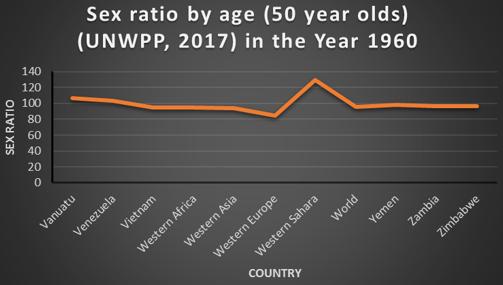 Sex ratio by age (50 year olds)
(UNWPP, 2017) in the Year 1960
140
120
100
80
60
40
20
0
SEX RATIO
Vanuatu
Venezuela
Vietnam
Western Africa
Western Asia
Western Europe
Western Sahara
World
Yemen
Zambia
Zimbabwe
COUNTRY